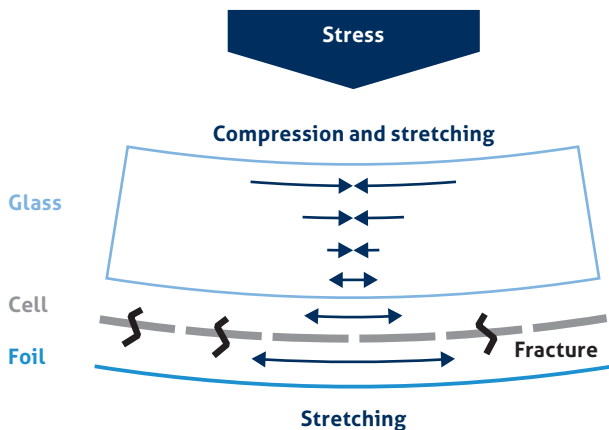 Stress
Compression and stretching
Glass
Cell
Foil
Fracture
Stretching